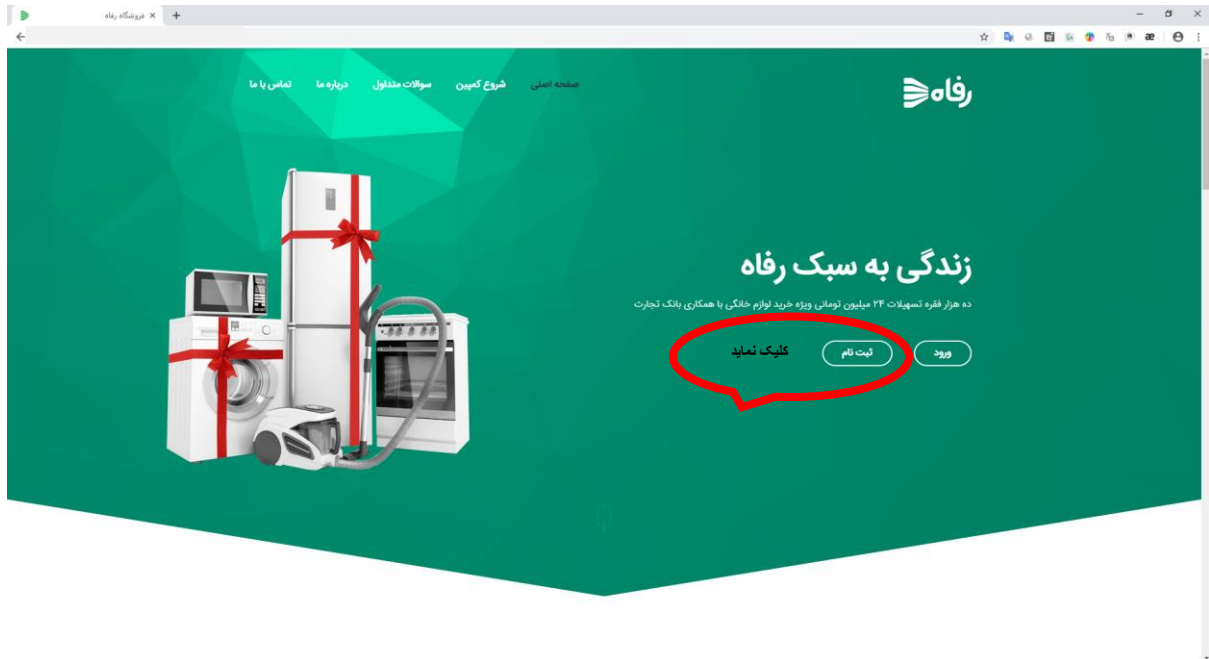 فروشگاه رفاه
رفاه
صفحه اصلی
شروع کمپین
سوالات متداول
درباره ما
تماس با ما
زندگی به سبک رفاه
ده هزار فقره تسهیلات ۲۴ میلیون تومانی ویژه خرید لوازم خانگی با همکاری بانک تجارت
ورود
ثبت نام
کلیک نماید